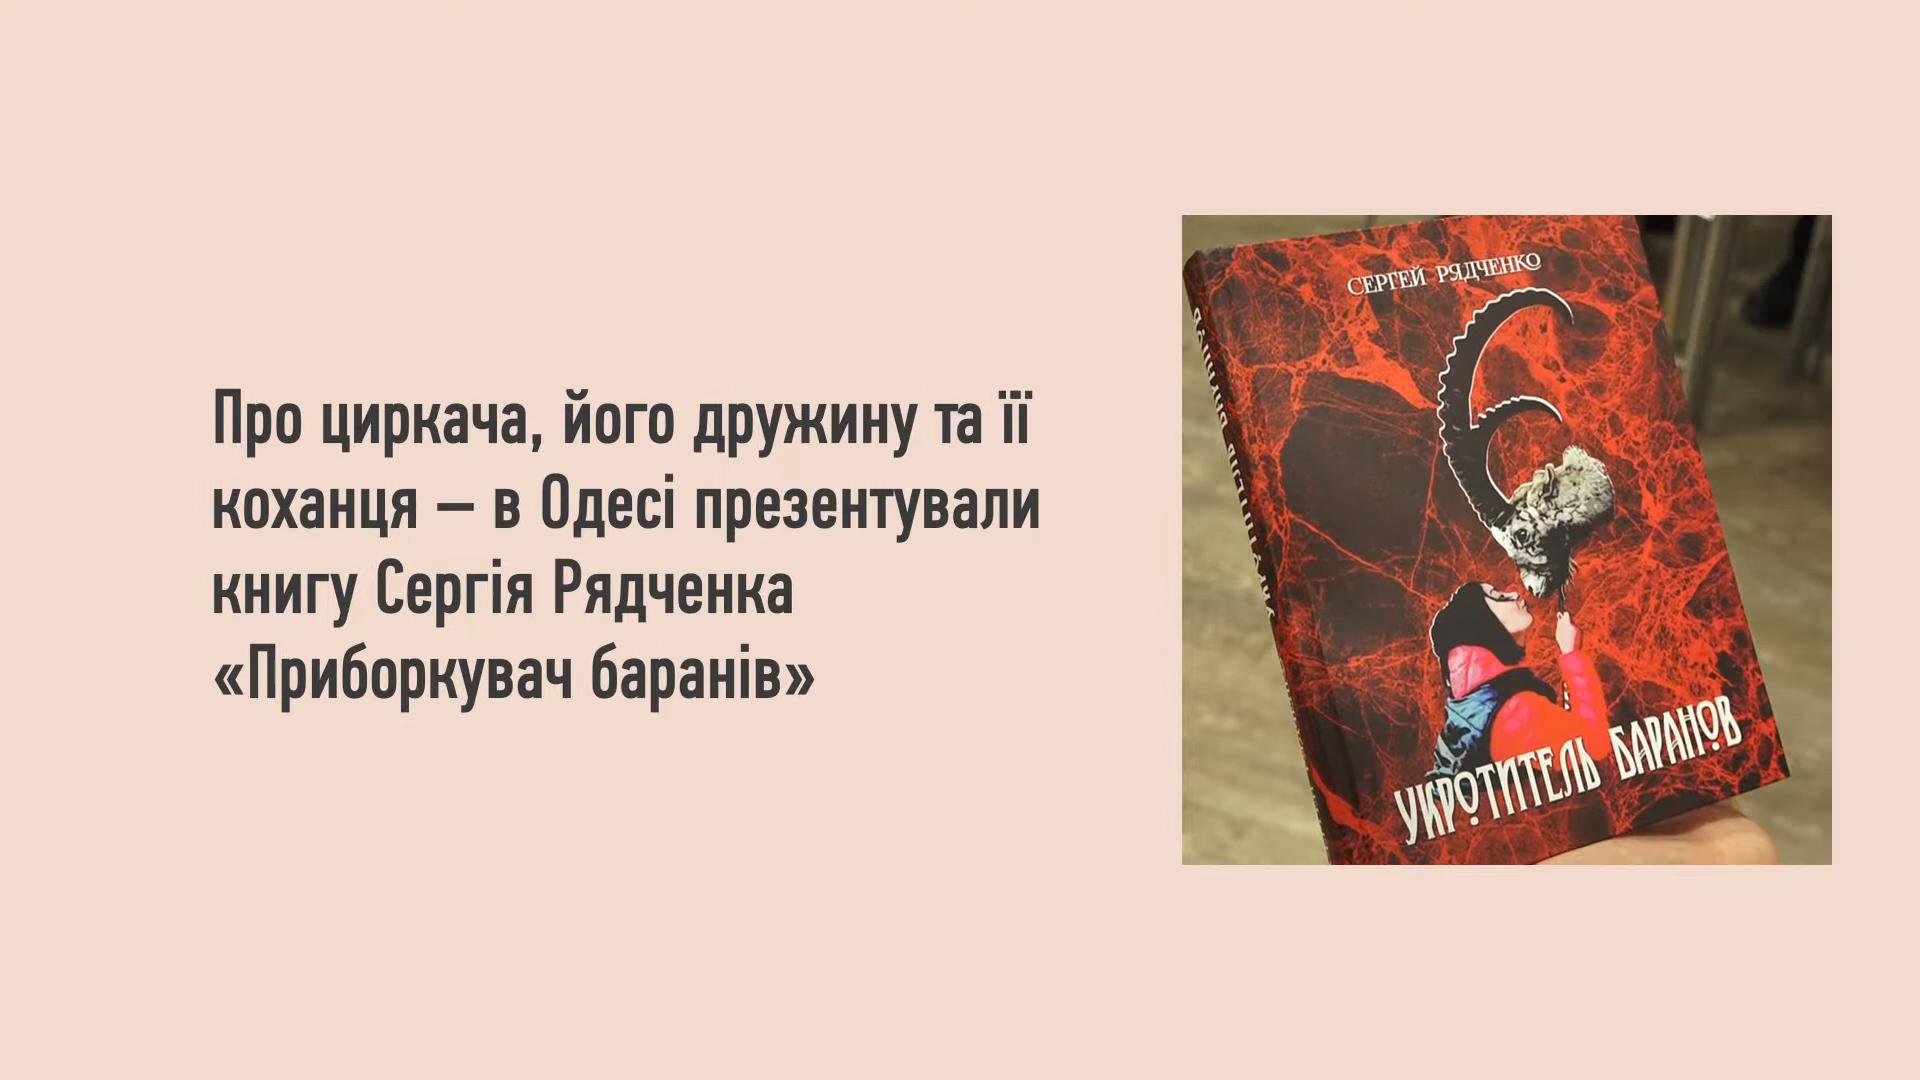 Про циркача, його дружину та її
коханця – в Одесі презентували
книгу Сергія Рядченка
«Приборкувач баранів»
СЕРГЕЙ РЯДЧЕНКО
УКРОТИТЕЛЬ БАРАНОВ